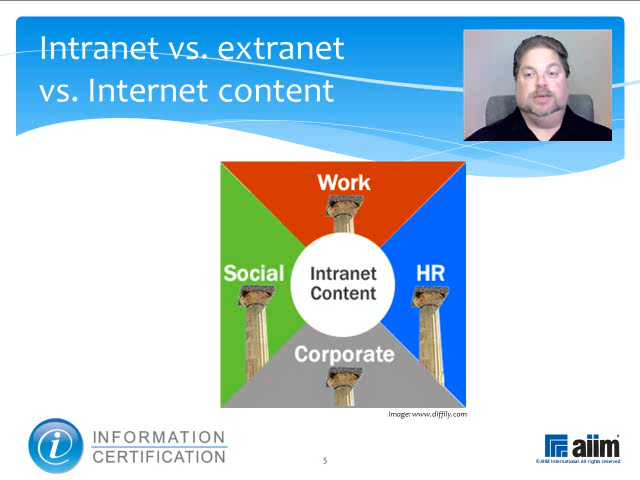 Intranet vs. extranet
vs. Internet content
Work
Social
Intranet
Content
HR
Corporate
Image: www.diffily.com
i
INFORMATION
CERTIFICATION
5
aiim
© AIIM International. All rights reserved.